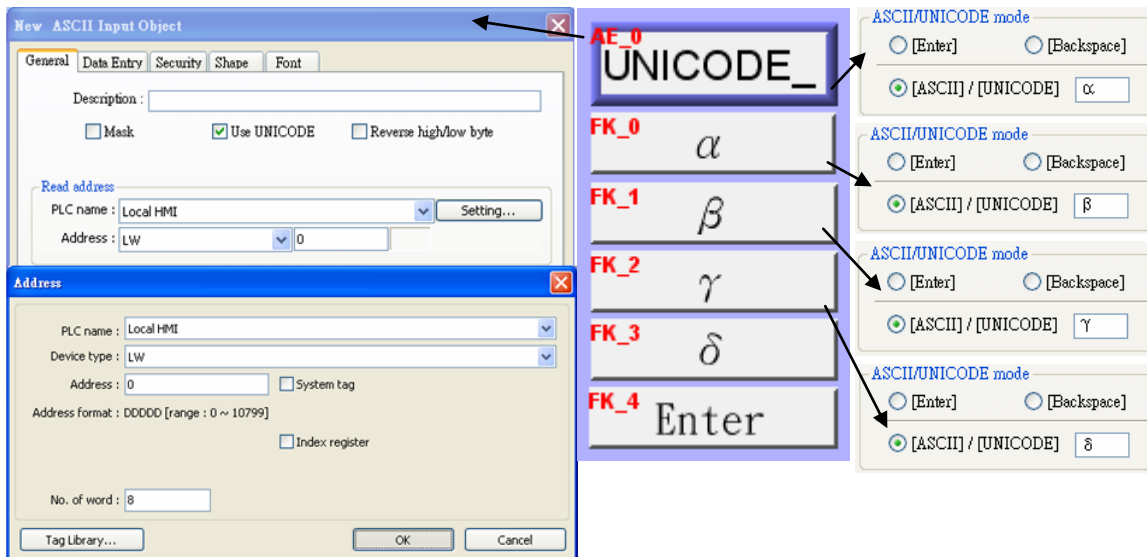 New ASCII Input Object
General Data Entry Security Shape Font
Description :
Mask Use UNICODE Reverse high/low byte
Read address
PLC name : Local HMI Setting...
Address : LW 0
Address
PLC name : Local HMI
Device type : LW
Address : 0 System tag
Address format : DDDDD [range : 0 ~ 10799]
Index register
No. of word : 8
Tag Library... OK Cancel
AE_0
UNICODE_
FK_0
α
FK_1
β
FK_2
γ
FK_3
δ
FK_4
Enter
ASCII/UNICODE mode
[Enter] [Backspace]
[ASCII] / [UNICODE] α
ASCII/UNICODE mode
[Enter] [Backspace]
[ASCII] / [UNICODE] β
ASCII/UNICODE mode
[Enter] [Backspace]
[ASCII] / [UNICODE] γ
ASCII/UNICODE mode
[Enter] [Backspace]
[ASCII] / [UNICODE] δ